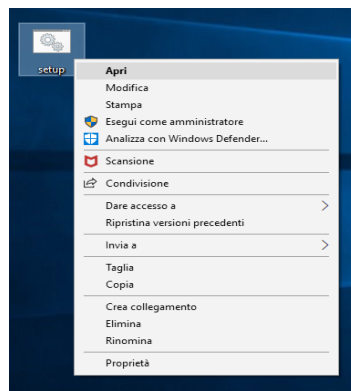 setup
Apri
Modifica
Stampa
Esegui come amministratore
Analizza con Windows Defender...
Scansione
Condivisione
Dare accesso a
Ripristina versioni precedenti
Invia a
Taglia
Copia
Crea collegamento
Elimina
Rinomina
Proprietà